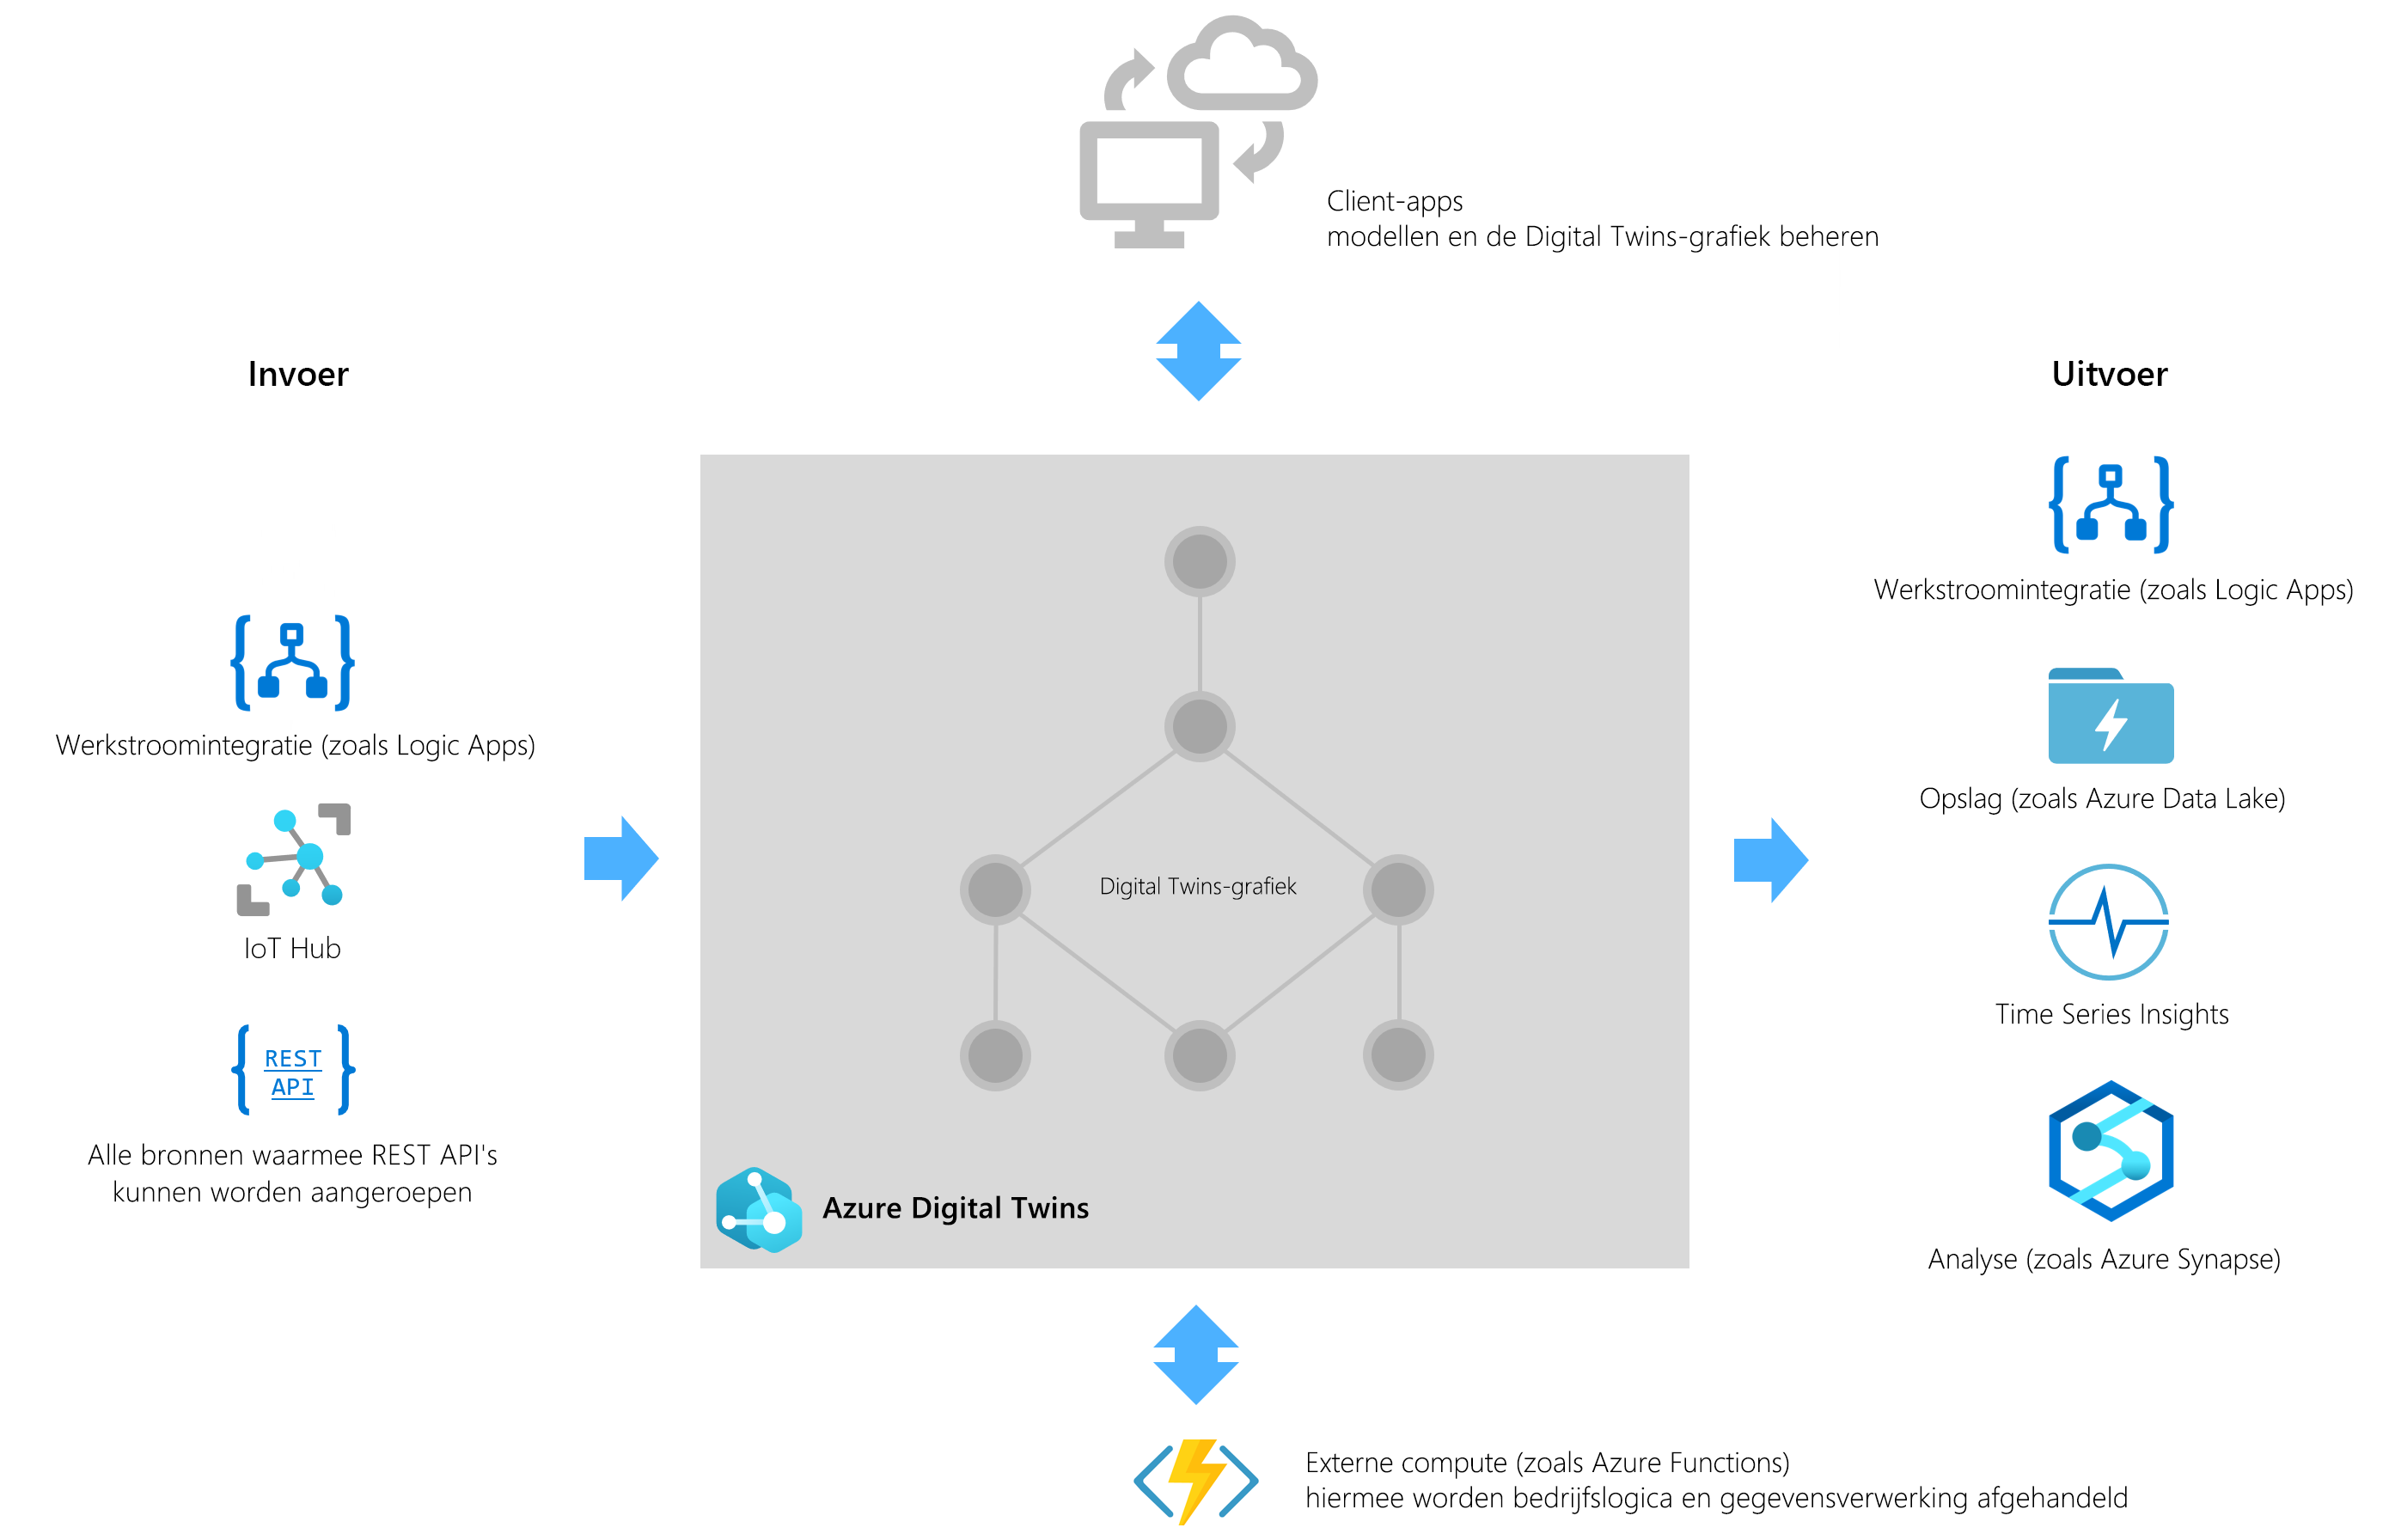 Client-apps
modellen en de Digital Twins-grafiek beheren
Invoer
Uitvoer
Werkstroomintegratie (zoals Logic Apps)
IoT Hub
REST
API
Alle bronnen waarmee REST API's
kunnen worden aangeroepen
Digital Twins-grafiek
Azure Digital Twins
Werkstroomintegratie (zoals Logic Apps)
Opslag (zoals Azure Data Lake)
Time Series Insights
Analyse (zoals Azure Synapse)
Externe compute (zoals Azure Functions)
hiermee worden bedrijfslogica en gegevensverwerking afgehandeld